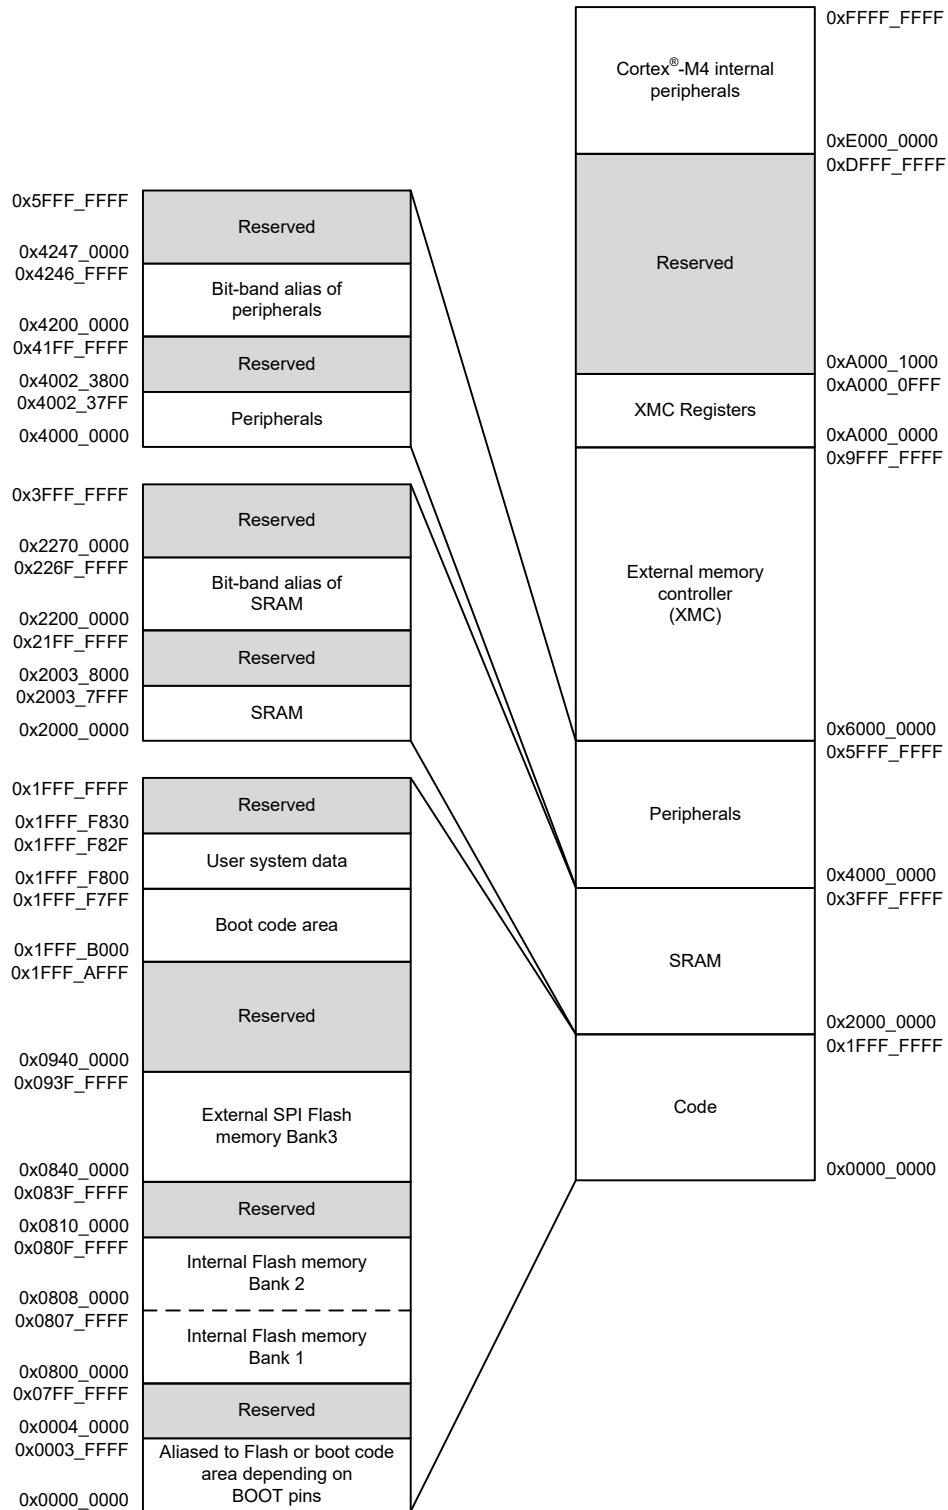 0xFFFF_FFFF
Cortex®-M4 internal
peripherals
0xE000_0000
0xDFFF_FFFF
Reserved
0xA000_1000
0xA000_0FFF
XMC Registers
0xA000_0000
0x9FFF_FFFF
External memory
controller
(XMC)
0x6000_0000
0x5FFF_FFFF
Peripherals
0x4000_0000
0x3FFF_FFFF
SRAM
0x2000_0000
0x1FFF_FFFF
Code
0x0000_0000
0x5FFF_FFFF
Reserved
0x4247_0000
0x4246_FFFF
Bit-band alias of
peripherals
0x4200_0000
0x41FF_FFFF
Reserved
0x4002_3800
0x4002_37FF
Peripherals
0x4000_0000
0x3FFF_FFFF
Reserved
0x2270_0000
0x226F_FFFF
Bit-band alias of
SRAM
0x2200_0000
0x21FF_FFFF
Reserved
0x2003_8000
0x2003_7FFF
SRAM
0x2000_0000
0x1FFF_FFFF
Reserved
0x1FFF_F830
0x1FFF_F82F
User system data
0x1FFF_F800
0x1FFF_F7FF
Boot code area
0x1FFF_B000
0x1FFF_AFFF
Reserved
0x0940_0000
0x093F_FFFF
External SPI Flash
memory Bank3
0x0840_0000
0x083F_FFFF
Reserved
0x0810_0000
0x080F_FFFF
Internal Flash memory
Bank 2
0x0808_0000
0x0807_FFFF
Internal Flash memory
Bank 1
0x0800_0000
0x07FF_FFFF
Reserved
0x0004_0000
0x0003_FFFF
Aliased to Flash or boot code
area depending on
BOOT pins
0x0000_0000